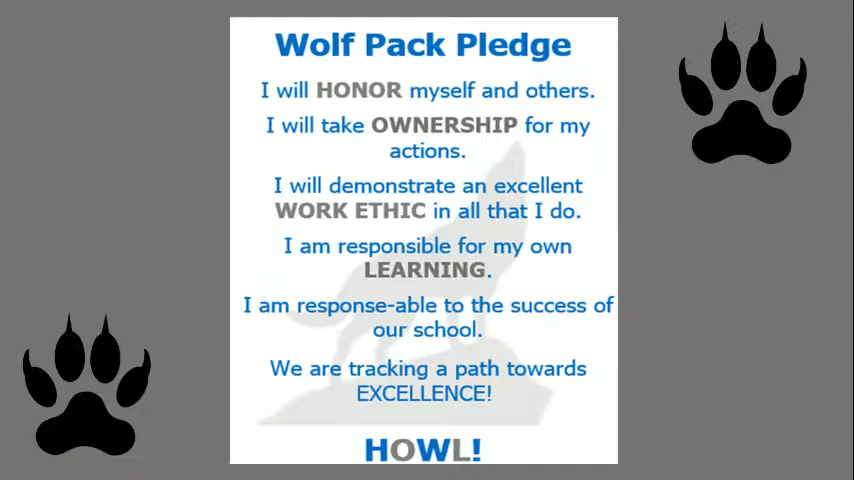 Wolf Pack Pledge
I will HONOR myself and others.
I will take OWNERSHIP for my
actions.
I will demonstrate an excellent
WORK ETHIC in all that I do.
I am responsible for my own
LEARNING.
I am response-able to the success of
our school.
We are tracking a path towards
EXCELLENCE!
HOWL!